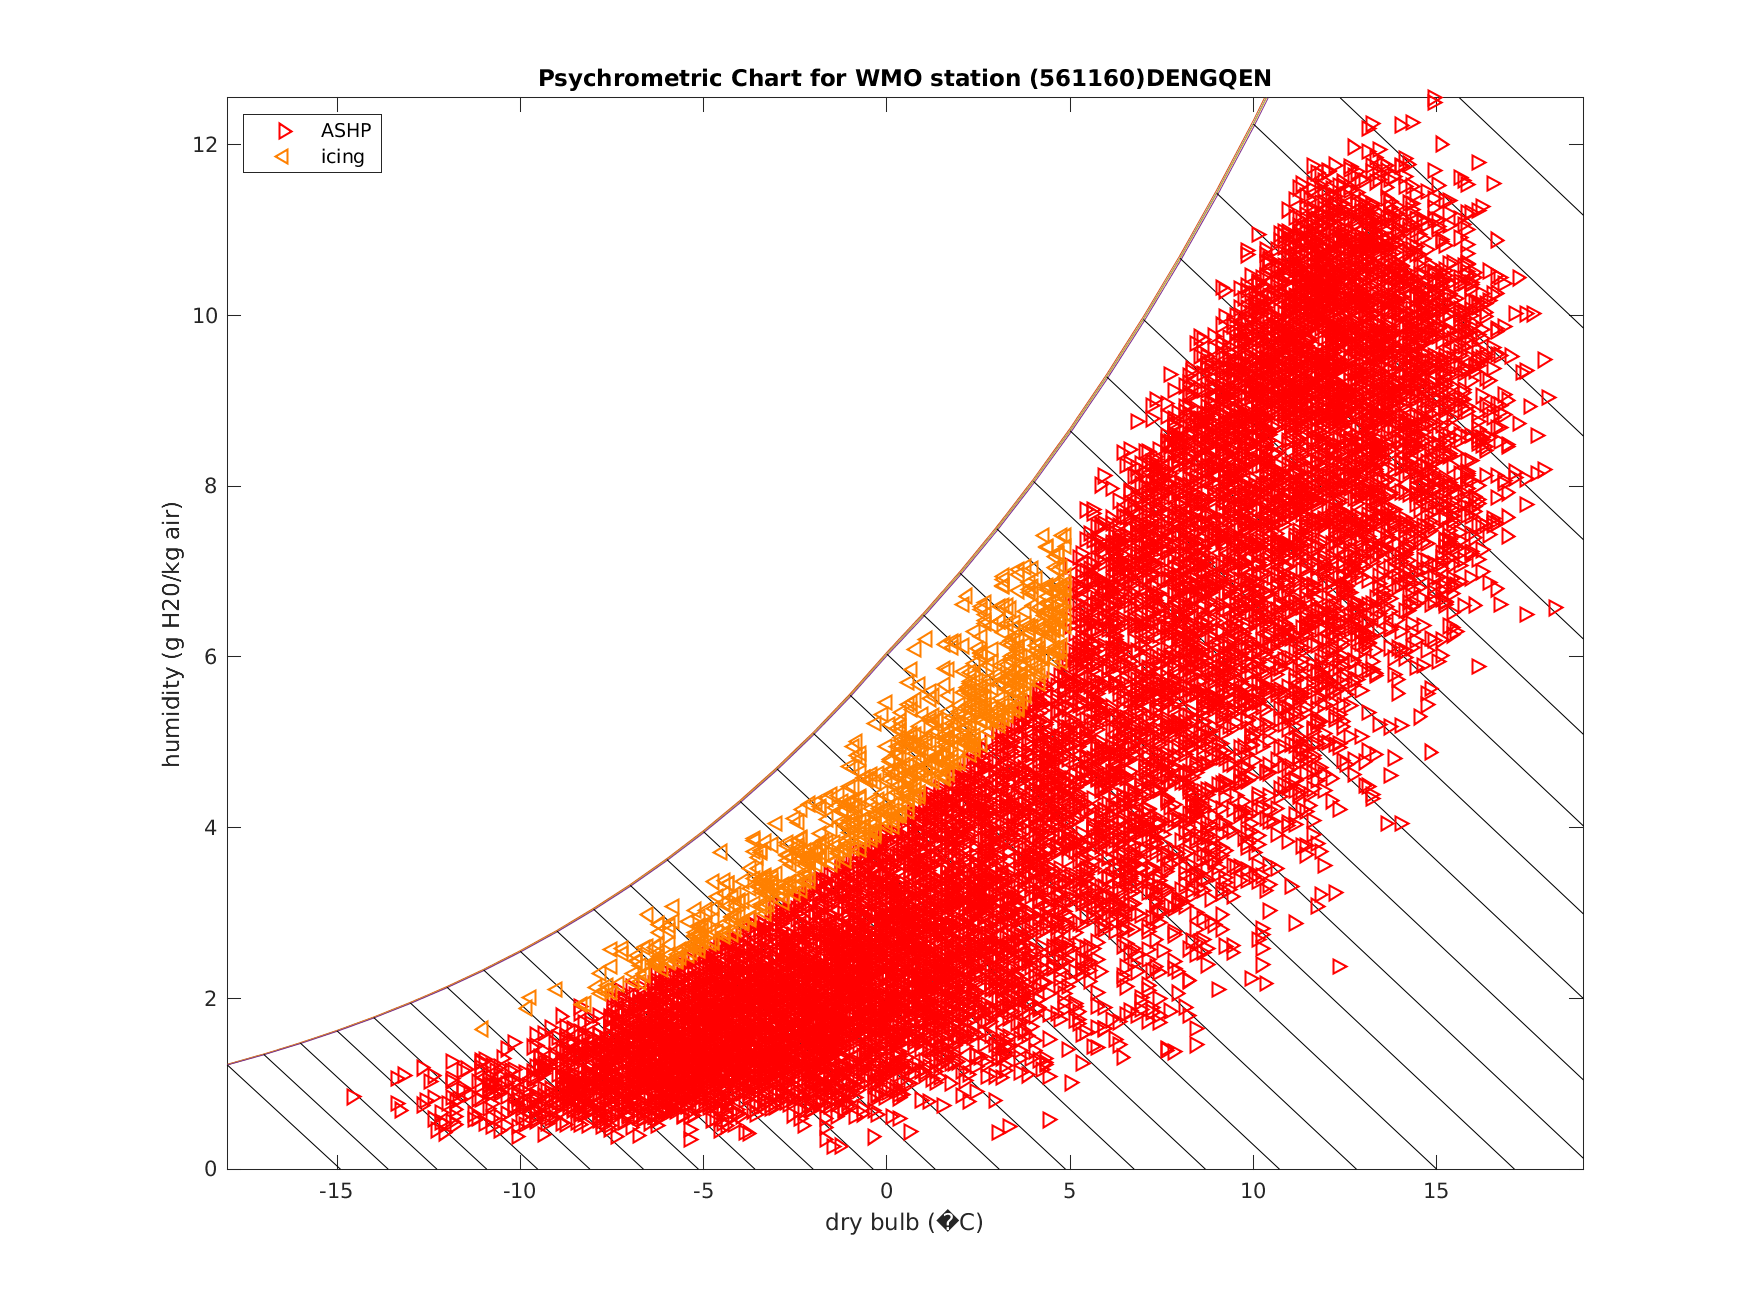 Psychrometric Chart for WMO station (561160)DENGQEN
ASHP
icing
humidity (g H20/kg air)
12
10
8
6
4
2
0
-15 -10 -5 0 5 10 15
dry bulb (�C)